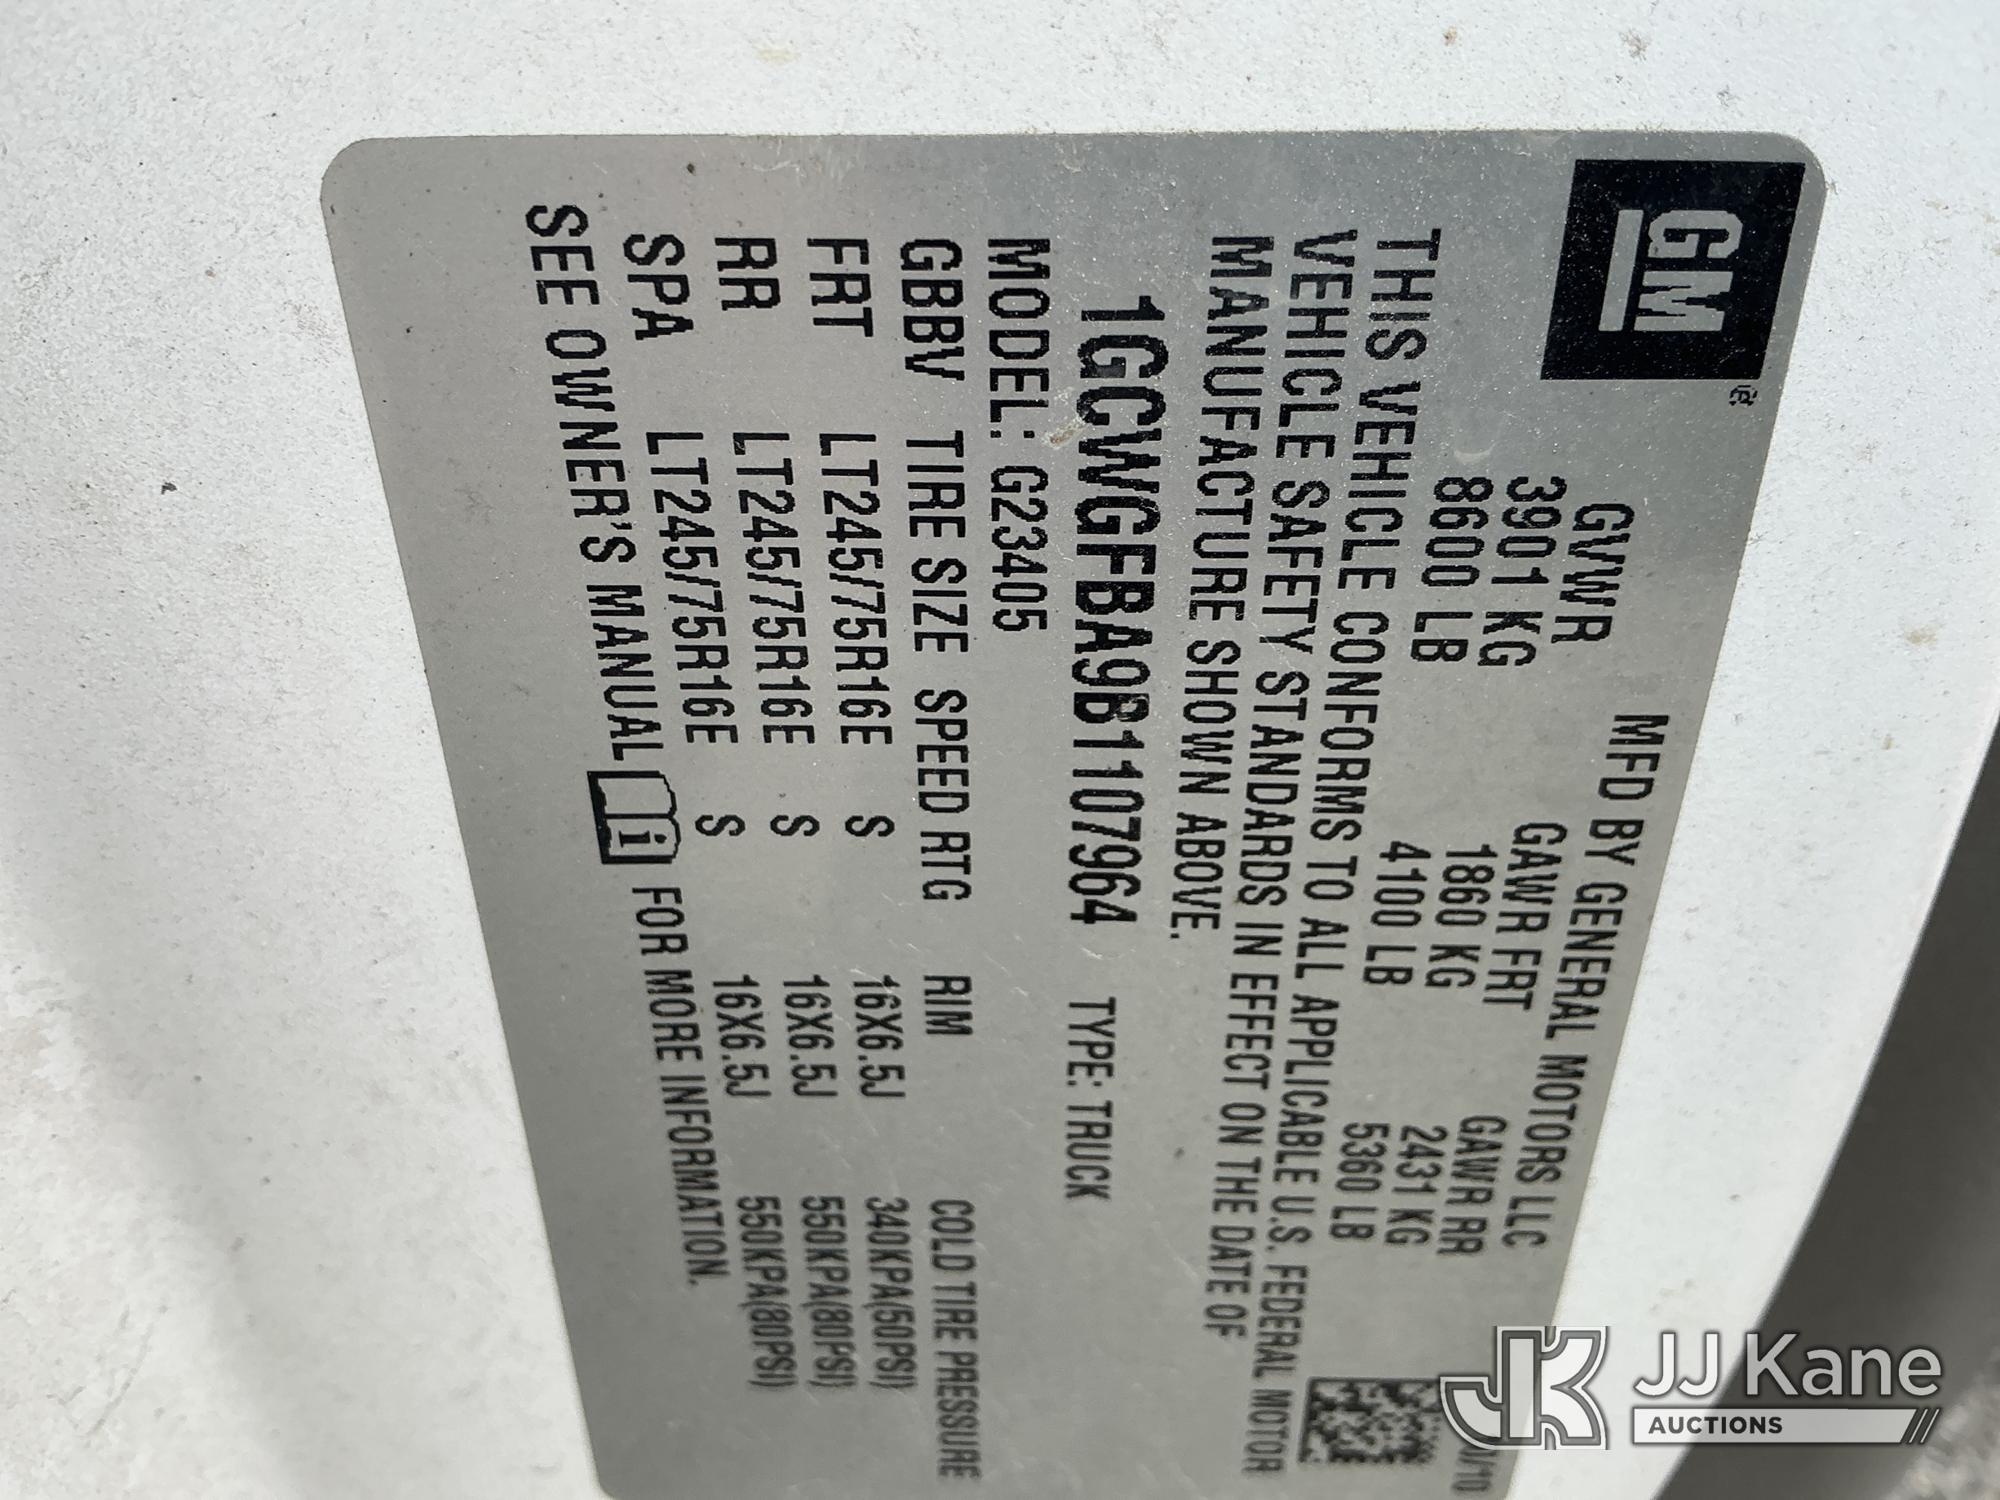 GM
MFD BY GENERAL MOTORS LLC
GVWR GAWR FRT GAWR RR
3901 KG 1860 KG 2431 KG
8600 LB 4100 LB 5360 LB
THIS VEHICLE CONFORMS TO ALL APPLICABLE U.S. FEDERAL MOTOR
VEHICLE SAFETY STANDARDS IN EFFECT ON THE DATE OF
MANUFACTURE SHOWN ABOVE.
1GCWGFBA9B1107964 TYPE: TRUCK
MODEL: G23405
GBBV TIRE SIZE SPEED RTG RIM COLD TIRE PRESSURE
FRT LT245/75R16E S 16X6.5J 340KPA(50PSI)
RR LT245/75R16E S 16X6.5J 550KPA(80PSI)
SPA LT245/75R16E S 16X6.5J 550KPA(80PSI)
SEE OWNER'S MANUAL i FOR MORE INFORMATION.
JK JJ Kane
AUCTIONS